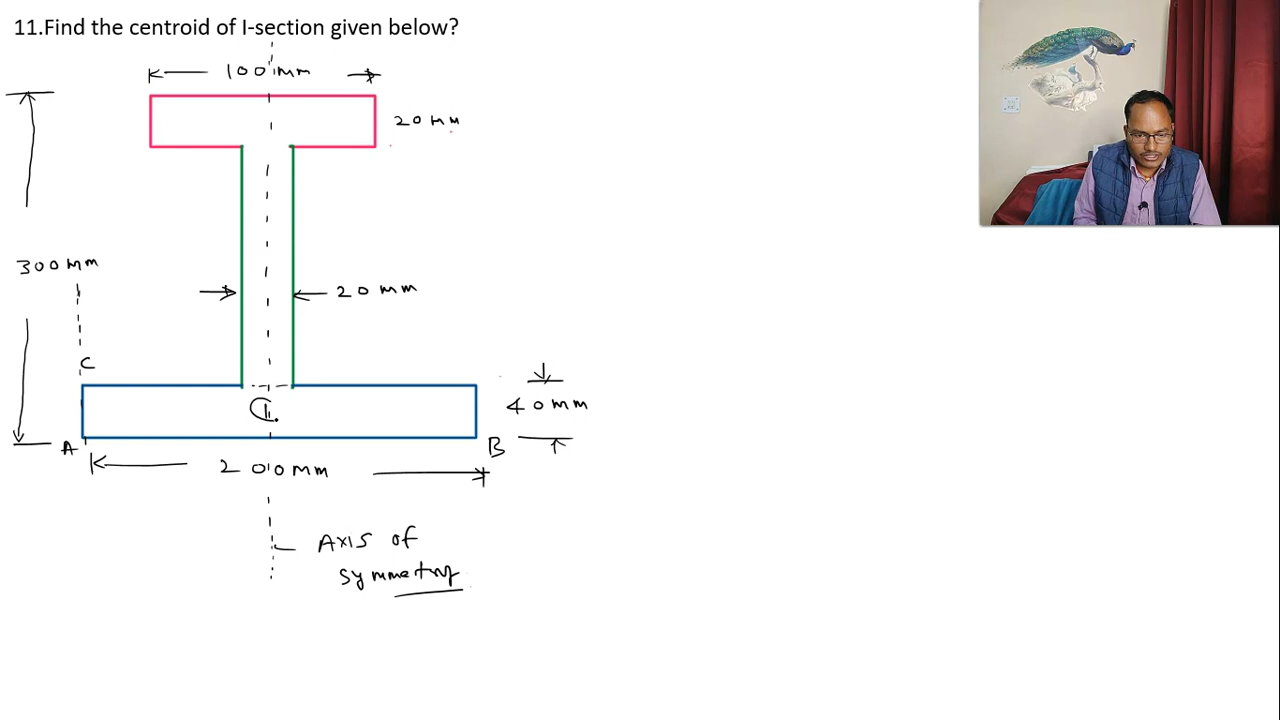 11.Find the centroid of I-section given below?
100 mm
20 mm
300 mm
20 mm
C
40 mm
A
B
200 mm
Axis of
symmetry